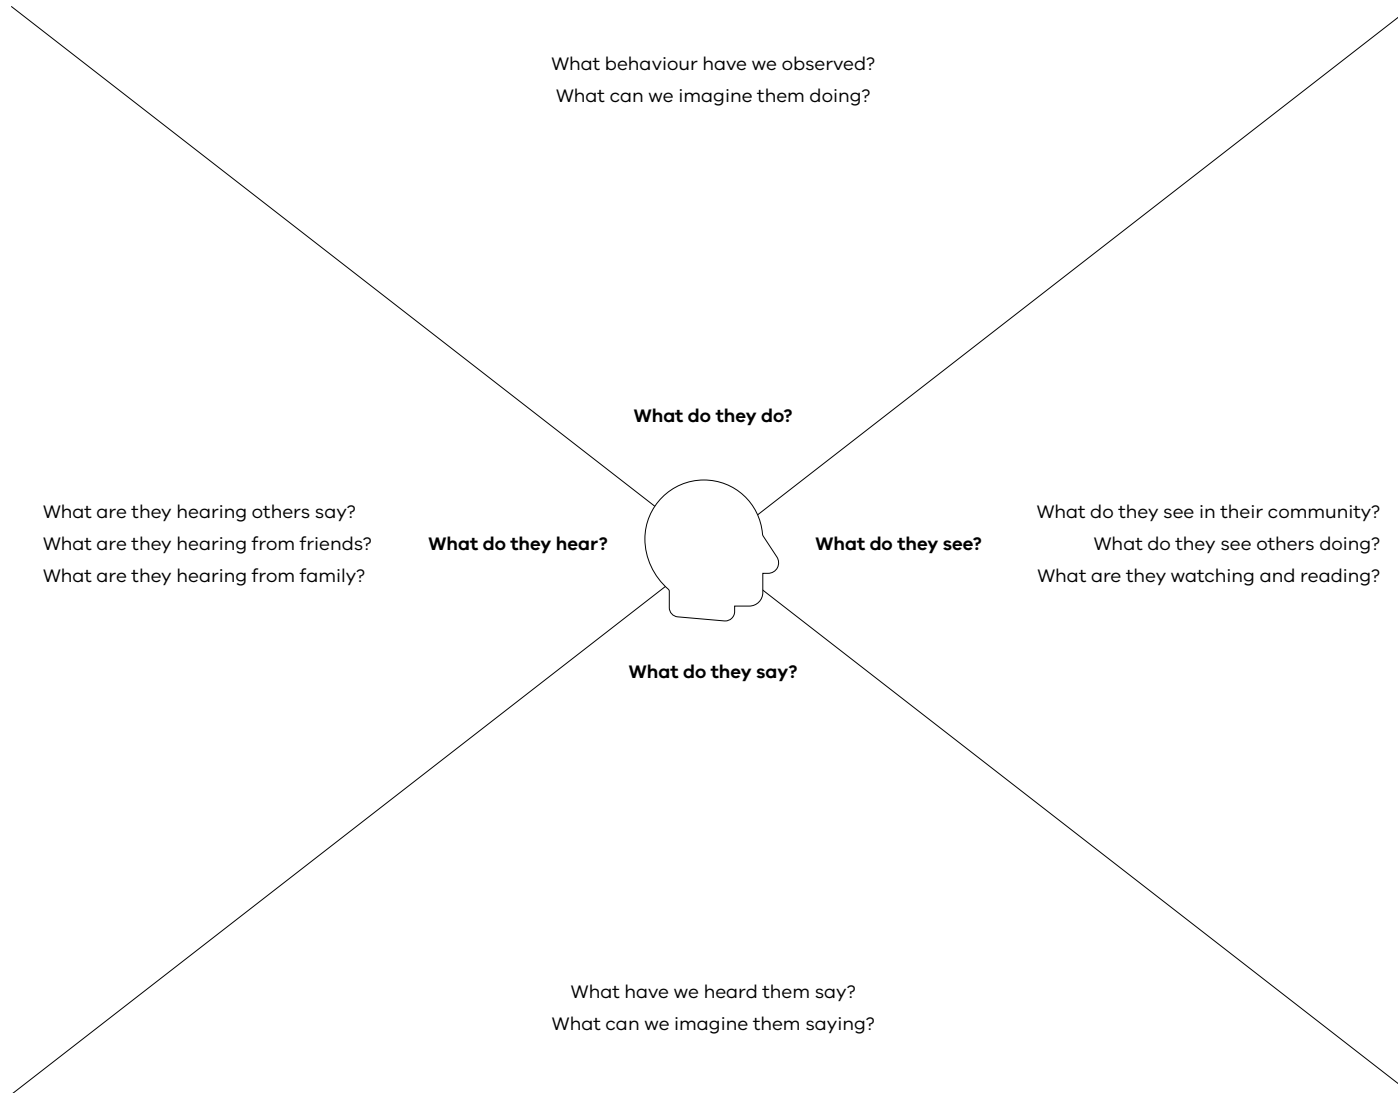 What behaviour have we observed?
What can we imagine them doing?
What do they do?
What are they hearing others say?
What are they hearing from friends?
What are they hearing from family?
What do they hear?
What do they see?
What do they see in their community?
What do they see others doing?
What are they watching and reading?
What do they say?
What have we heard them say?
What can we imagine them saying?